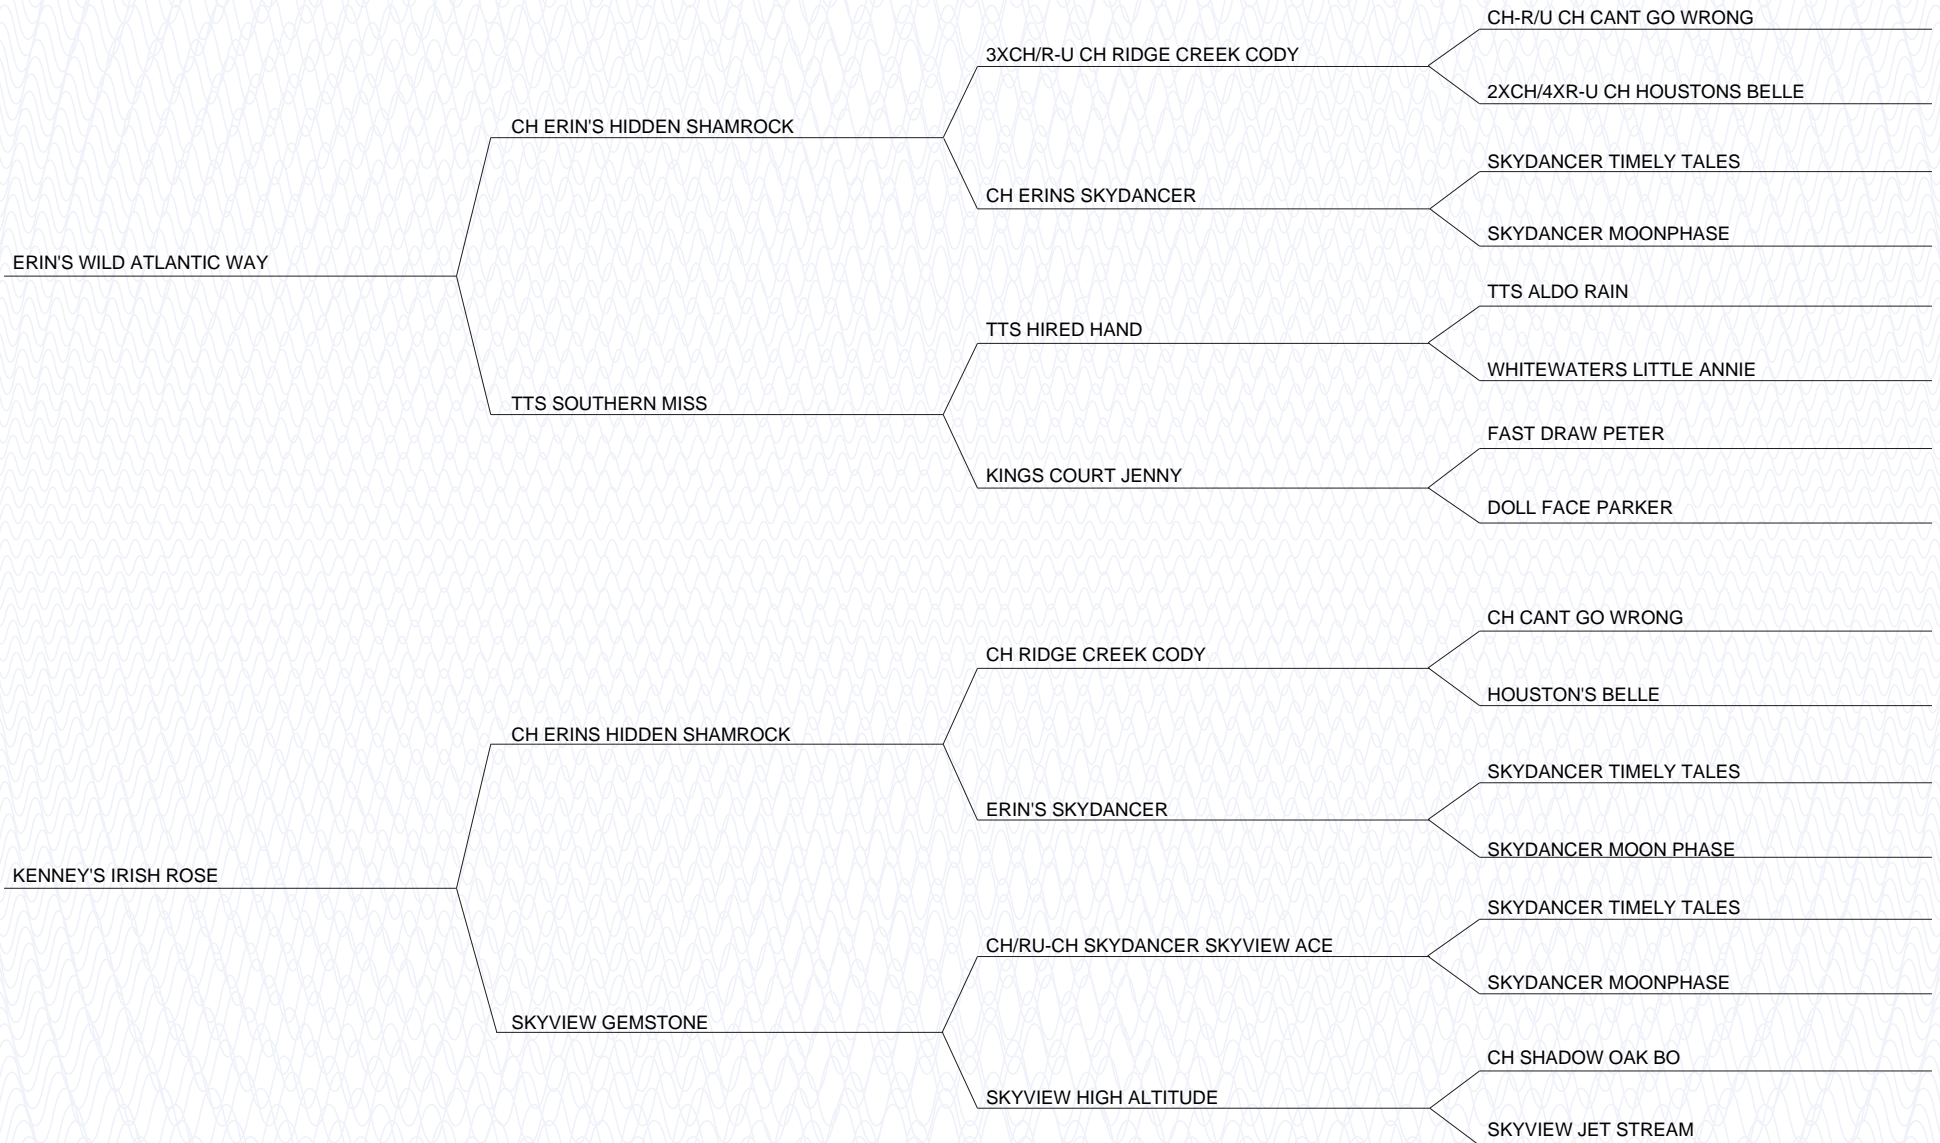 CH-R/U CH CANT GO WRONG
3XCH/R-U CH RIDGE CREEK CODY
2XCH/4XR-U CH HOUSTONS BELLE
CH ERIN'S HIDDEN SHAMROCK
SKYDANCER TIMELY TALES
CH ERINS SKYDANCER
SKYDANCER MOONPHASE
ERIN'S WILD ATLANTIC WAY
TTS ALDO RAIN
TTS HIRED HAND
WHITEWATERS LITTLE ANNIE
TTS SOUTHERN MISS
FAST DRAW PETER
KINGS COURT JENNY
DOLL FACE PARKER
CH CANT GO WRONG
CH RIDGE CREEK CODY
HOUSTON'S BELLE
CH ERINS HIDDEN SHAMROCK
SKYDANCER TIMELY TALES
ERIN'S SKYDANCER
SKYDANCER MOON PHASE
KENNEY'S IRISH ROSE
SKYDANCER TIMELY TALES
CH/RU-CH SKYDANCER SKYVIEW ACE
SKYDANCER MOONPHASE
SKYVIEW GEMSTONE
CH SHADOW OAK BO
SKYVIEW HIGH ALTITUDE
SKYVIEW JET STREAM